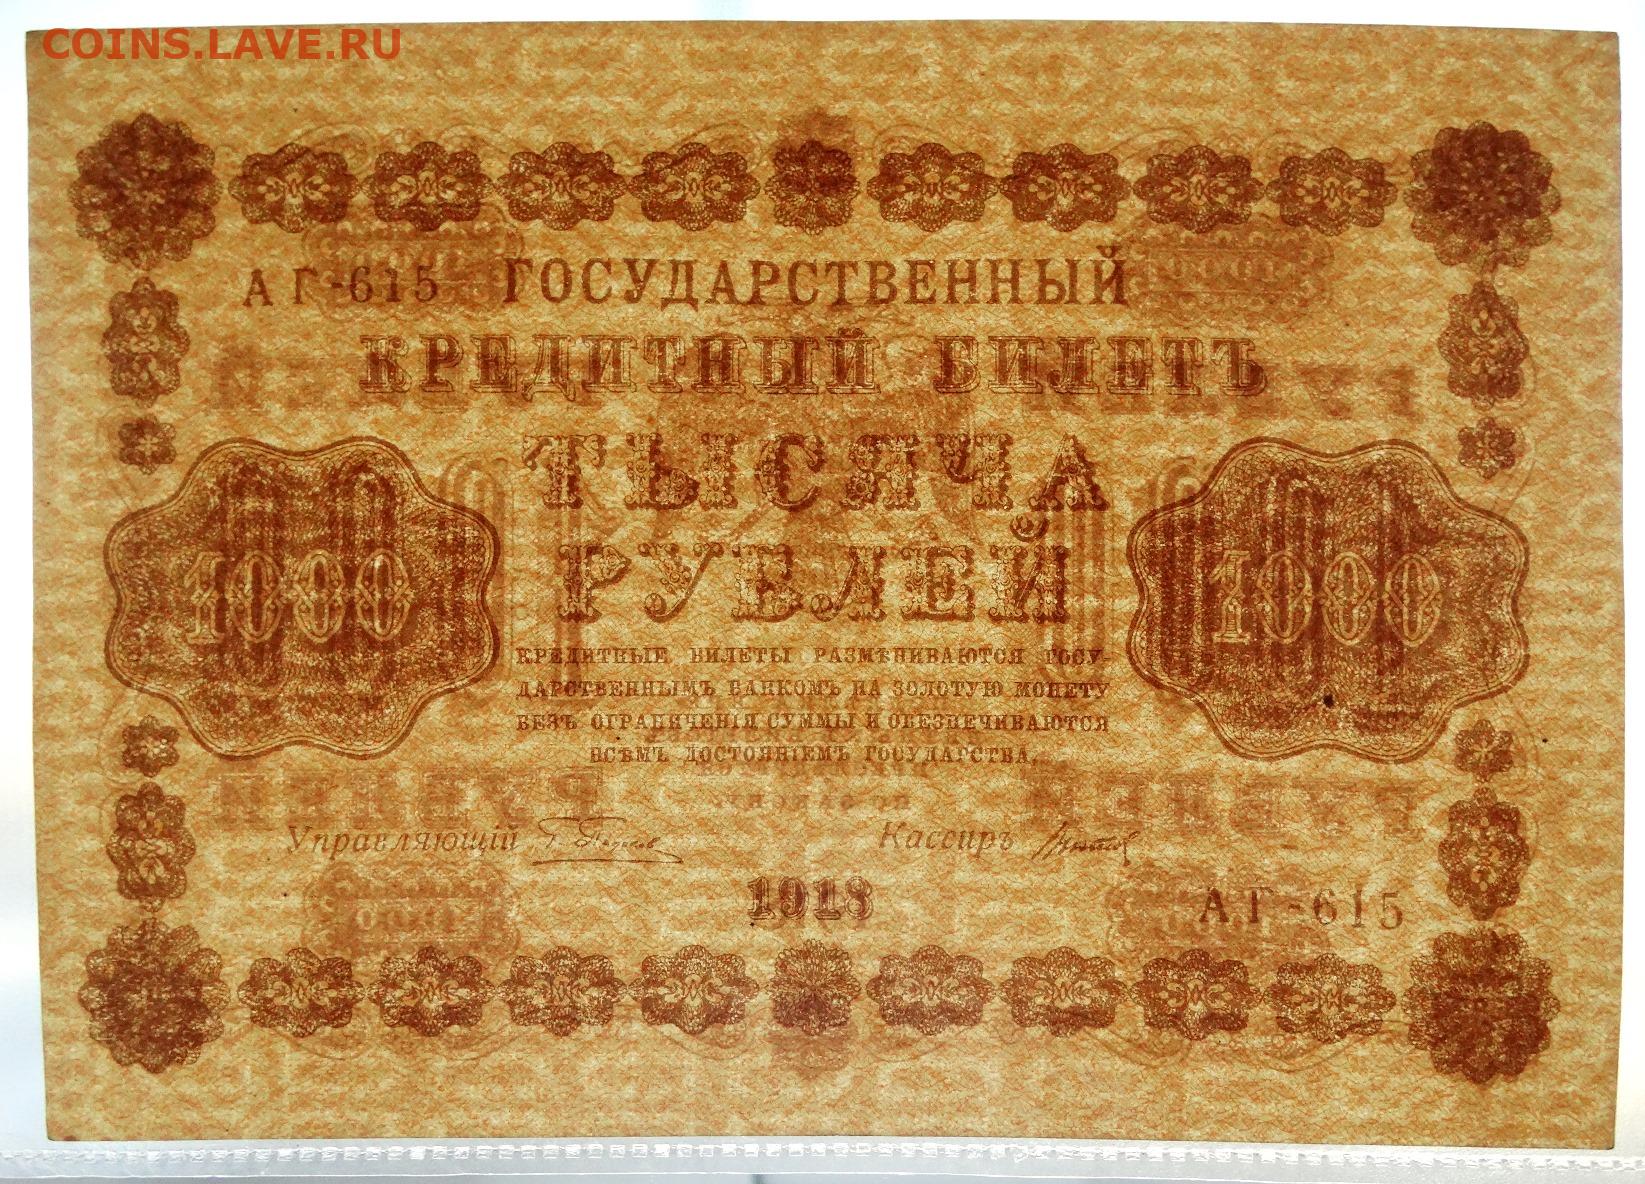 COINS.LAVE.RU
АГ-615 ГОСУДАРСТВЕННЫЙ
КРЕДИТНЫЙ БИЛЕТЪ
ТЫСЯЧА
РУБЛЕЙ
1000 1000
КРЕДИТНЫЕ БИЛЕТЫ РАЗМѢНИВАЮТСЯ ГОСУ-
ДАРСТВЕННЫМЪ БАНКОМЪ НА ЗОЛОТУЮ МОНЕТУ
БЕЗЪ ОГРАНИЧЕНІЯ СУММЫ И ОБЕЗПЕЧИВАЮТСЯ
ВСѢМЪ ДОСТОЯНІЕМЪ ГОСУДАРСТВА.
Управляющій Кассиръ
1918 АГ-615